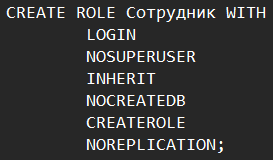 CREATE ROLE Сотрудник WITH
LOGIN
NOSUPERUSER
INHERIT
NOCREATEDB
CREATEROLE
NOREPLICATION;